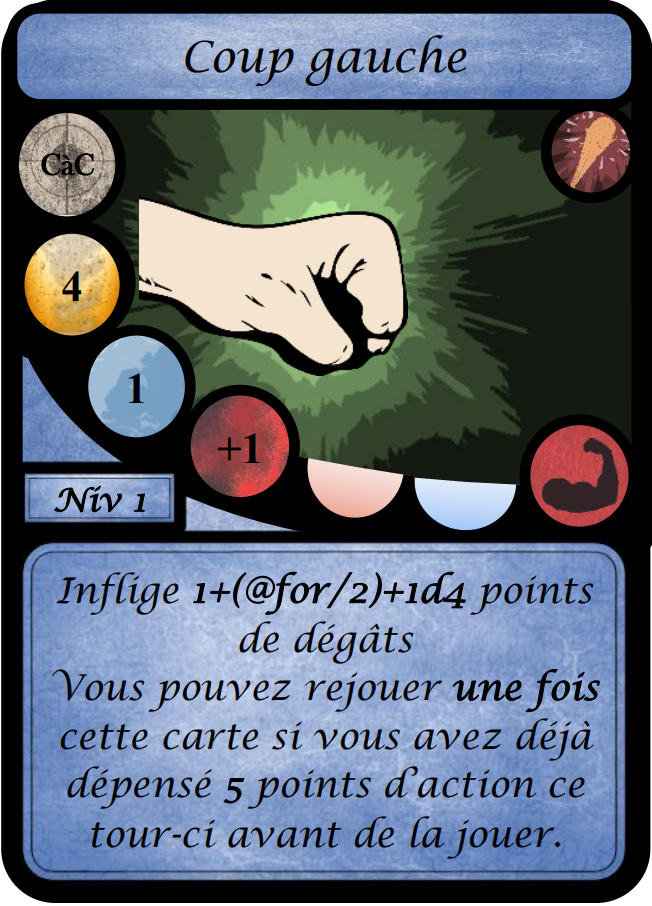 Coup gauche
CàC
4
1
+1
Niv 1
Inflige 1+(@for/2)+1d4 points
de dégâts
Vous pouvez rejouer une fois
cette carte si vous avez déjà
dépensé 5 points d'action ce
tour-ci avant de la jouer.